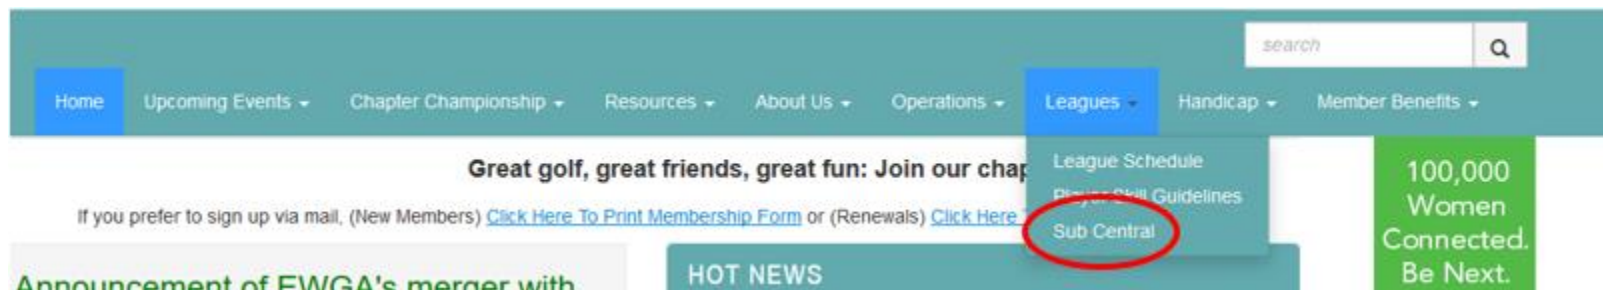 search
Home Upcoming Events Chapter Championship Resources About Us Operations Leagues Handicap Member Benefits
League Schedule
Player Skill Guidelines
Sub Central
Great golf, great friends, great fun: Join our chap
If you prefer to sign up via mail, (New Members) Click Here To Print Membership Form or (Renewals) Click Here
Announcement of EWGA's merger with
HOT NEWS
100,000
Women
Connected.
Be Next.